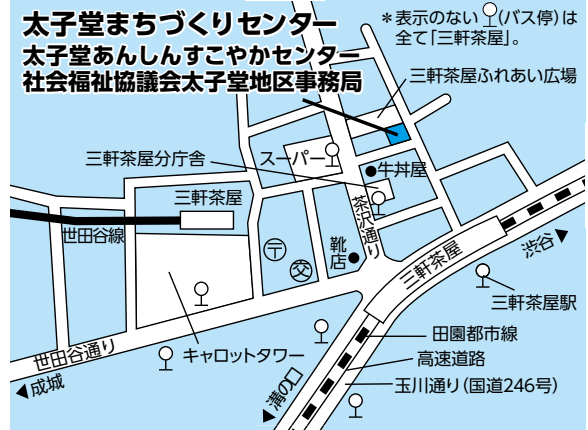 太子堂まちづくりセンター
太子堂あんしんすこやかセンター
社会福祉協議会太子堂地区事務局
＊表示のない (バス停)は
全て「三軒茶屋」。
三軒茶屋ふれあい広場
三軒茶屋分庁舎
スーパー
牛丼屋
三軒茶屋
世田谷線
茶沢通り
〒
交
靴店
三軒茶屋
渋谷▶
三軒茶屋駅
田園都市線
高速道路
玉川通り(国道246号)
世田谷通り
キャロットタワー
◀成城
◀溝の口